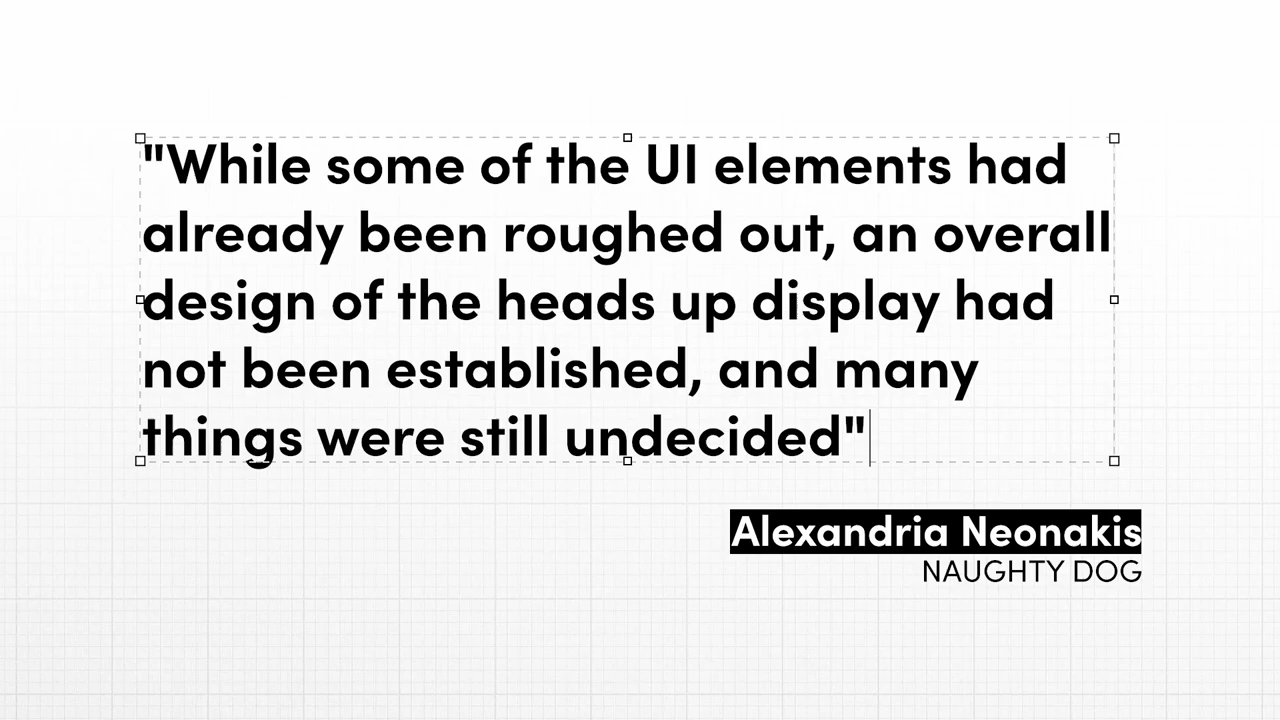 "While some of the UI elements had
already been roughed out, an overall
design of the heads up display had
not been established, and many
things were still undecided"
Alexandria Neonakis
NAUGHTY DOG